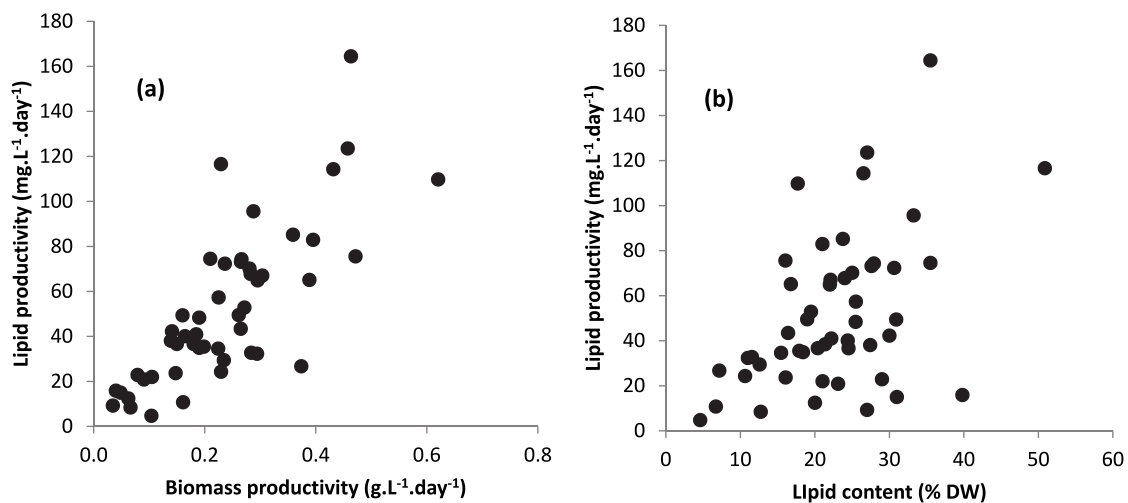 180
160
140
120
100
80
60
40
20
0
Lipid productivity (mg.L⁻¹.day⁻¹)
(a)
0.0 0.2 0.4 0.6 0.8
Biomass productivity (g.L⁻¹.day⁻¹)
180
160
140
120
100
80
60
40
20
0
Lipid productivity (mg.L⁻¹.day⁻¹)
(b)
0 10 20 30 40 50 60
LIpid content (% DW)